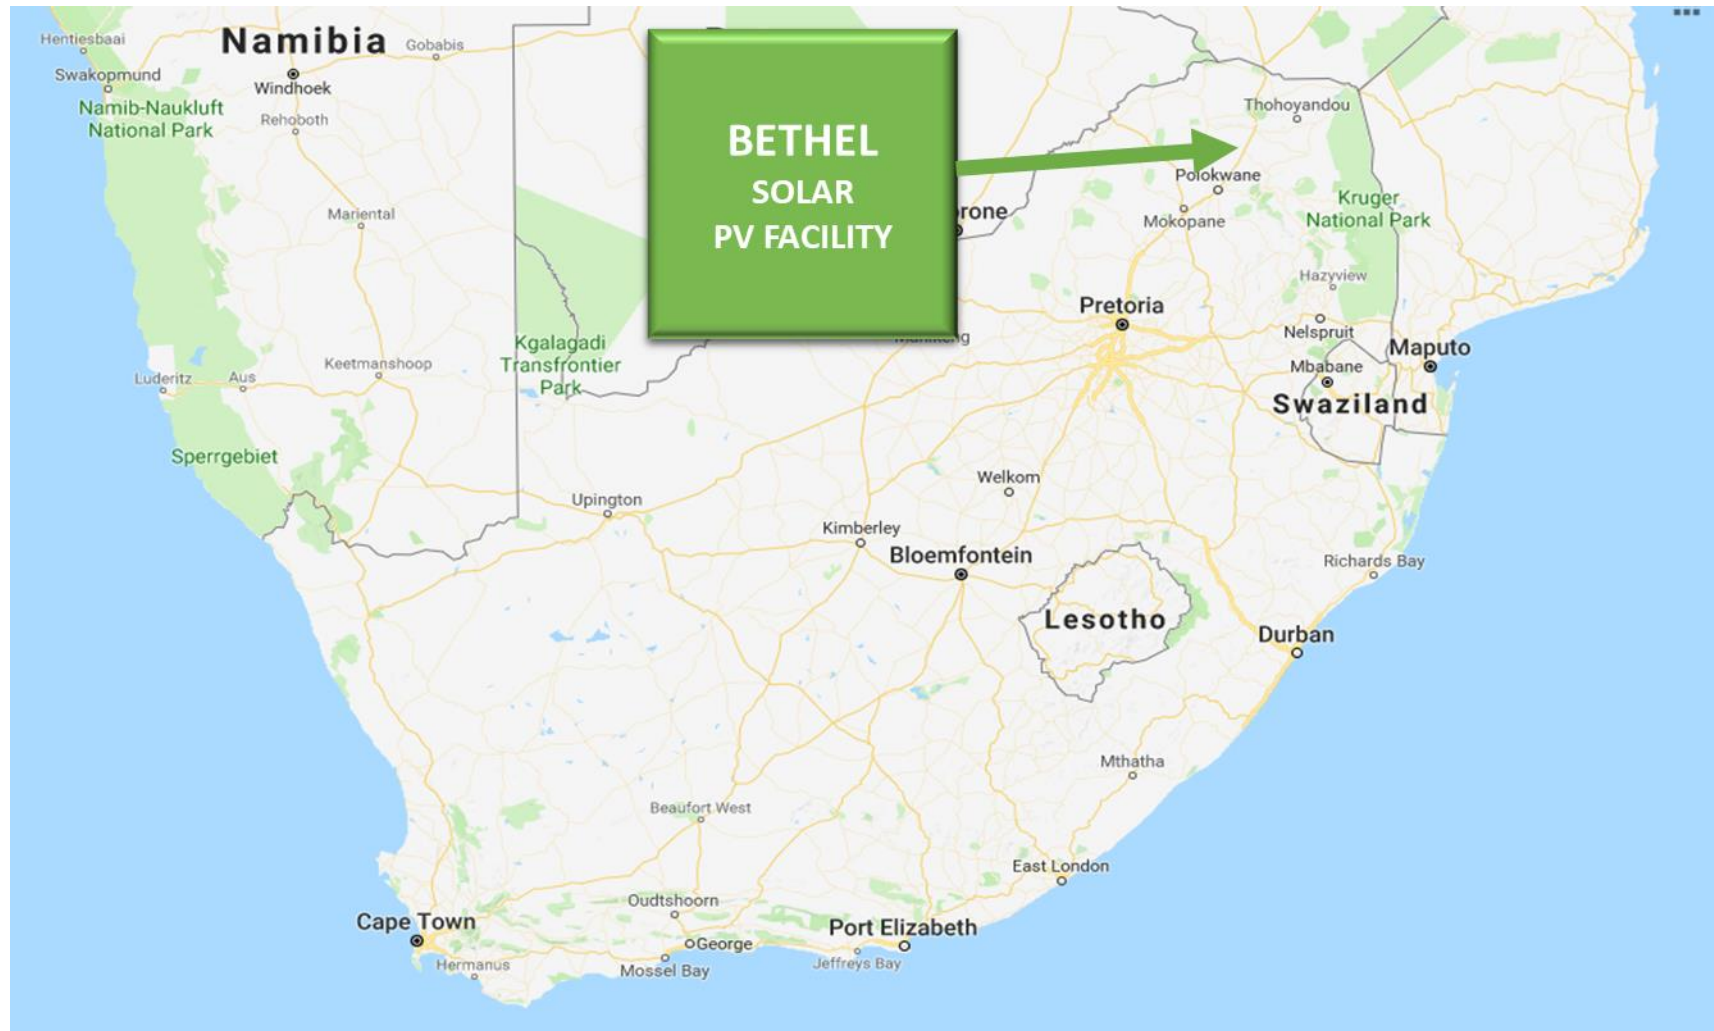 Hentiesbaai
Namibia
Gobabis
Swakopmund
Windhoek
Namib-Naukluft
National Park
Rehoboth
Mariental
Keetmanshoop
Luderitz
Aus
Sperrgebiet
Kgalagadi
Transfrontier
Park
BETHEL
SOLAR
PV FACILITY
Thohoyandou
Polokwane
Mokopane
Kruger
National Park
Hazyview
Pretoria
Nelspruit
Maputo
Mbabane
Swaziland
Welkom
Upington
Kimberley
Bloemfontein
Richards Bay
Lesotho
Durban
Mthatha
Beaufort West
East London
Oudtshoorn
Cape Town
Port Elizabeth
George
Hermanus
Mossel Bay
Jeffreys Bay